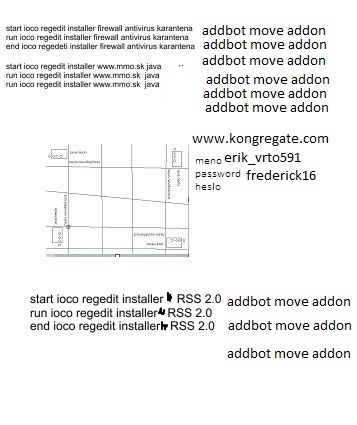 start ioco regedit installer firewall antivirus karantena
run ioco regedit installer firewall antivirus karantena
end ioco regedeti installer firewall antivirus karantena
addbot move addon
addbot move addon
addbot move addon
start ioco regedit installer www.mmo.sk java
run ioco regedit installer www.mmo.sk java
run ioco regedit installer www.mmo.sk java
addbot move addon
addbot move addon
addbot move addon
www.kongregate.com
meno erik_vrto591
password frederick16
heslo
java heslo
start ioco regedit installer RSS 2.0
run ioco regedit installer RSS 2.0
end ioco regedit installer RSS 2.0
addbot move addon
addbot move addon
addbot move addon